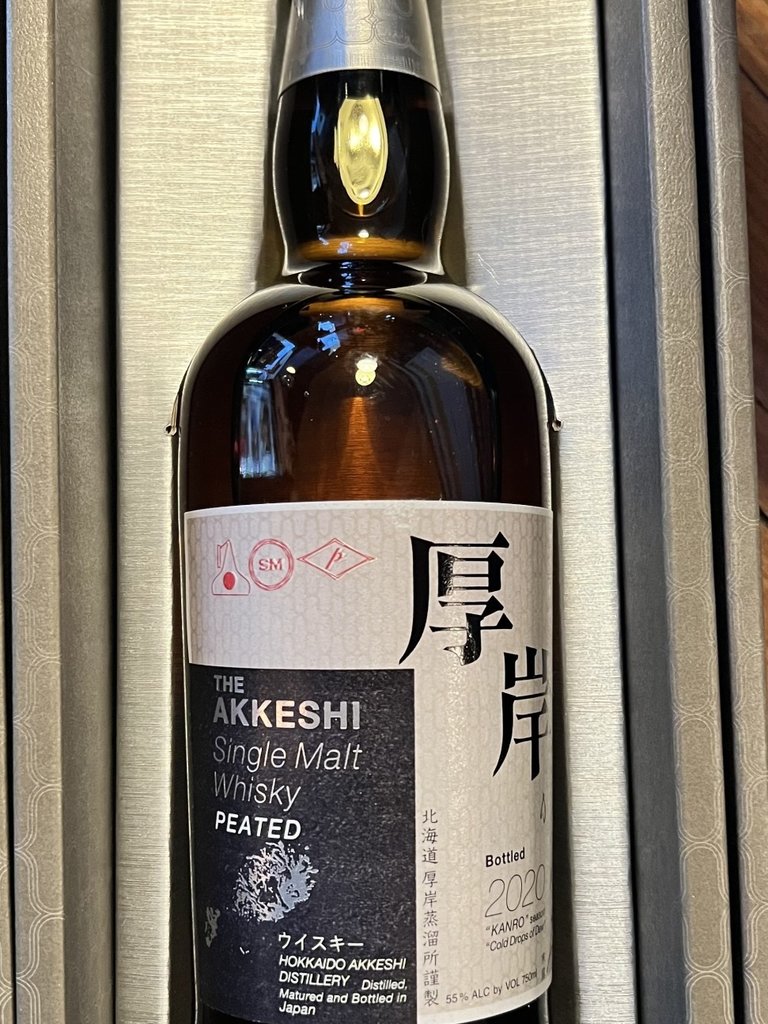 SM
p
厚岸
THE
AKKESHI
Single Malt
Whisky
PEATED
ウイスキー
HOKKAIDO AKKESHI
DISTILLERY Distilled,
Matured and Bottled in
Japan
北海道厚岸蒸溜所謹製
Bottled
2020
"KANRO"
"Cold Drops of
55% ALC by VOL 750ml